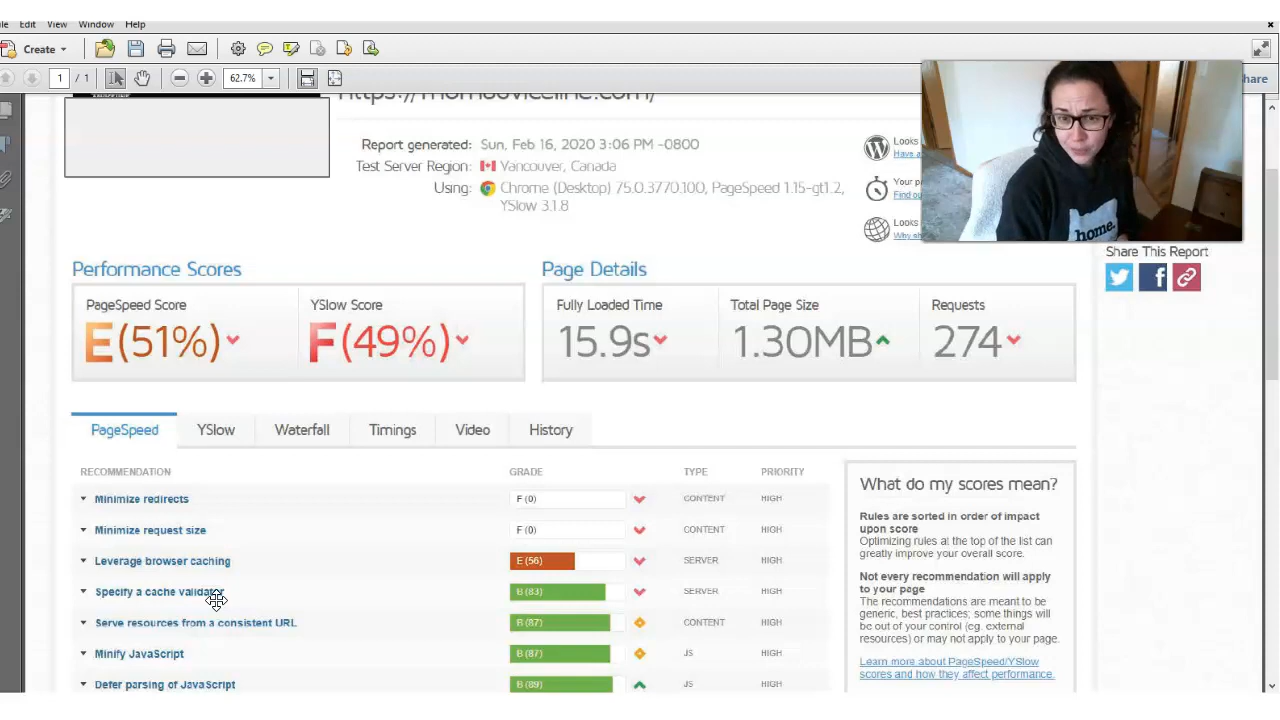 Edit View Window Help
Create
1 / 1 62.7%
Report generated: Sun, Feb 16, 2020 3:06 PM -0800
Test Server Region: Vancouver, Canada
Using: Chrome (Desktop) 75.0.3770.100, PageSpeed 1.15-gt1.2,
YSlow 3.1.8
Looks
Have a
Your p
Find ou
Looks
Why sh
home.
Share This Report
Performance Scores
PageSpeed Score YSlow Score
E(51%) F(49%)
Page Details
Fully Loaded Time Total Page Size Requests
15.9s 1.30MB 274
PageSpeed YSlow Waterfall Timings Video History
RECOMMENDATION GRADE TYPE PRIORITY
Minimize redirects F (0) CONTENT HIGH
Minimize request size F (0) CONTENT HIGH
Leverage browser caching E (56) SERVER HIGH
Specify a cache validator B (83) SERVER HIGH
Serve resources from a consistent URL B (87) CONTENT HIGH
Minify JavaScript B (87) JS HIGH
Defer parsing of JavaScript B (89) JS HIGH
What do my scores mean?
Rules are sorted in order of impact
upon score
Optimizing rules at the top of the list can
greatly improve your overall score.
Not every recommendation will apply
to your page
The recommendations are meant to be
generic, best practices; some things will
be out of your control (eg. external
resources) or may not apply to your page.
Learn more about PageSpeed/YSlow
scores and how they affect performance.